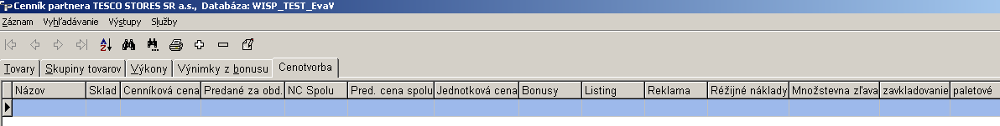 Cenník partnera TESCO STORES SR a.s., Databáza: WISP_TEST_EvaV
Záznam Vyhľadávanie Výstupy Služby
Tovary Skupiny tovarov Výkony Výnimky z bonusu Cenotvorba
Názov Sklad Cenníková cena Predané za obd. NC Spolu Pred. cena spolu Jednotková cena Bonusy Listing Reklama Réžijné náklady Množstevna zľava zavkladovanie paletové